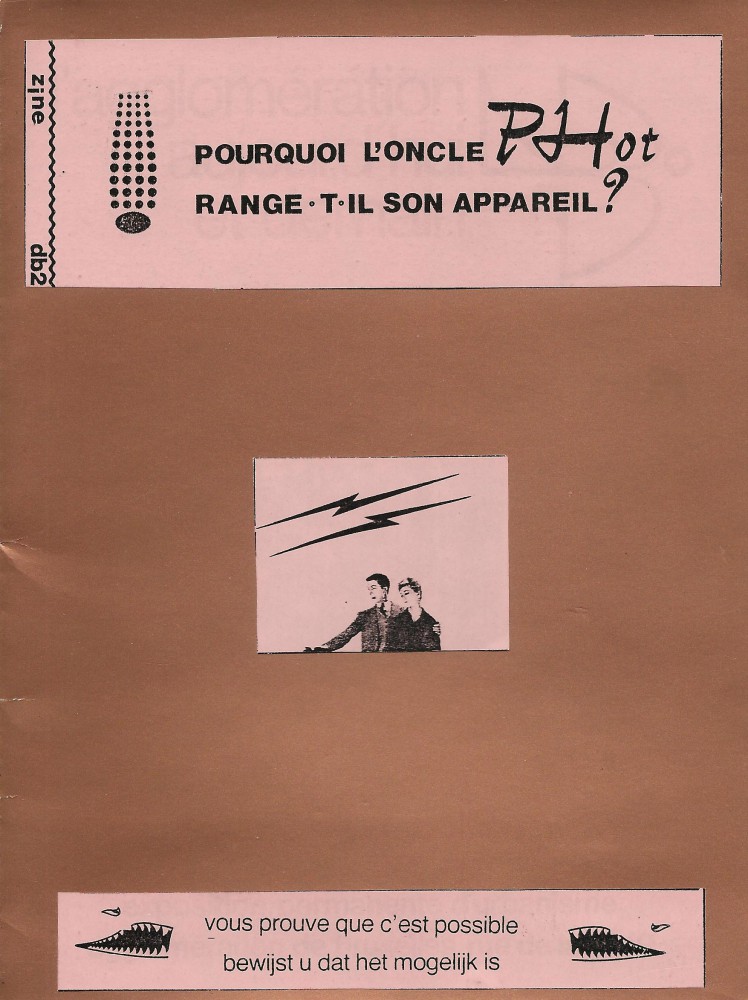 zine
db2
POURQUOI L'ONCLE PHot
RANGE•T•IL SON APPAREIL?
vous prouve que c'est possible
bewijst u dat het mogelijk is